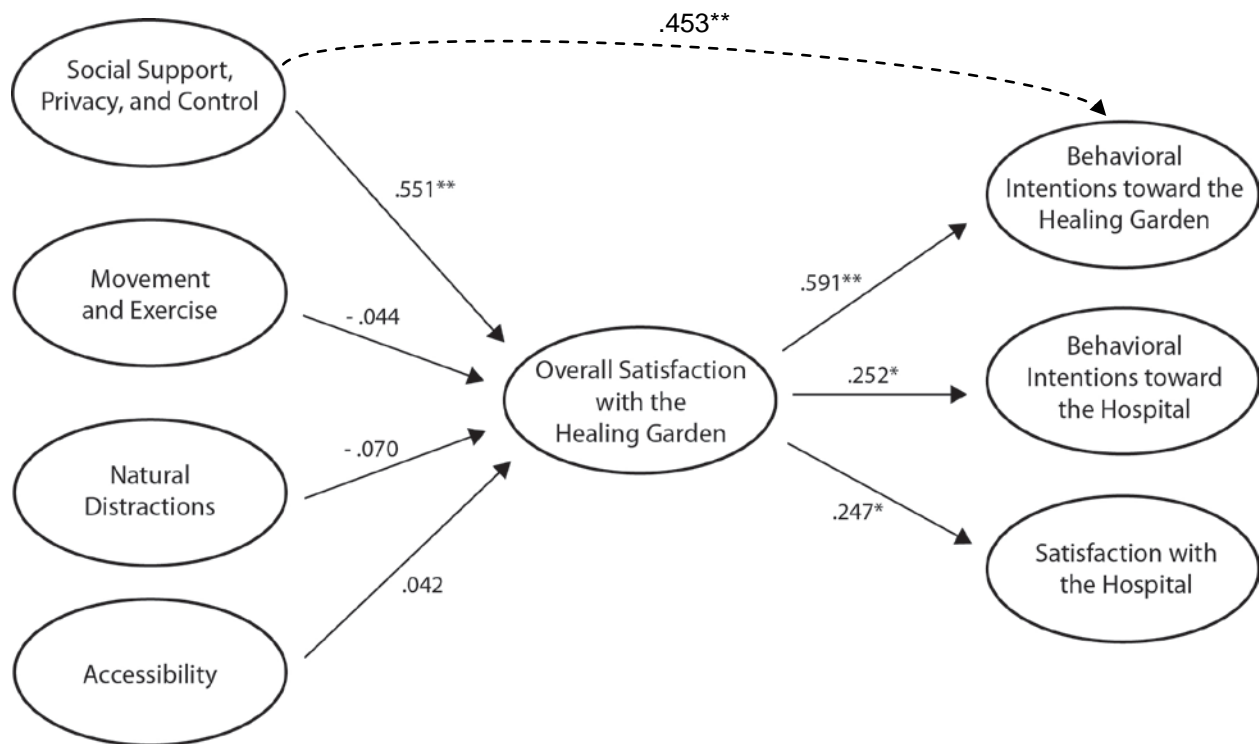 .453**
Social Support,
Privacy, and Control
.551**
Movement
and Exercise
- .044
Natural
Distractions
- .070
Accessibility
.042
Overall Satisfaction
with the
Healing Garden
.591**
.252*
.247*
Behavioral
Intentions toward the
Healing Garden
Behavioral
Intentions toward
the Hospital
Satisfaction with
the Hospital